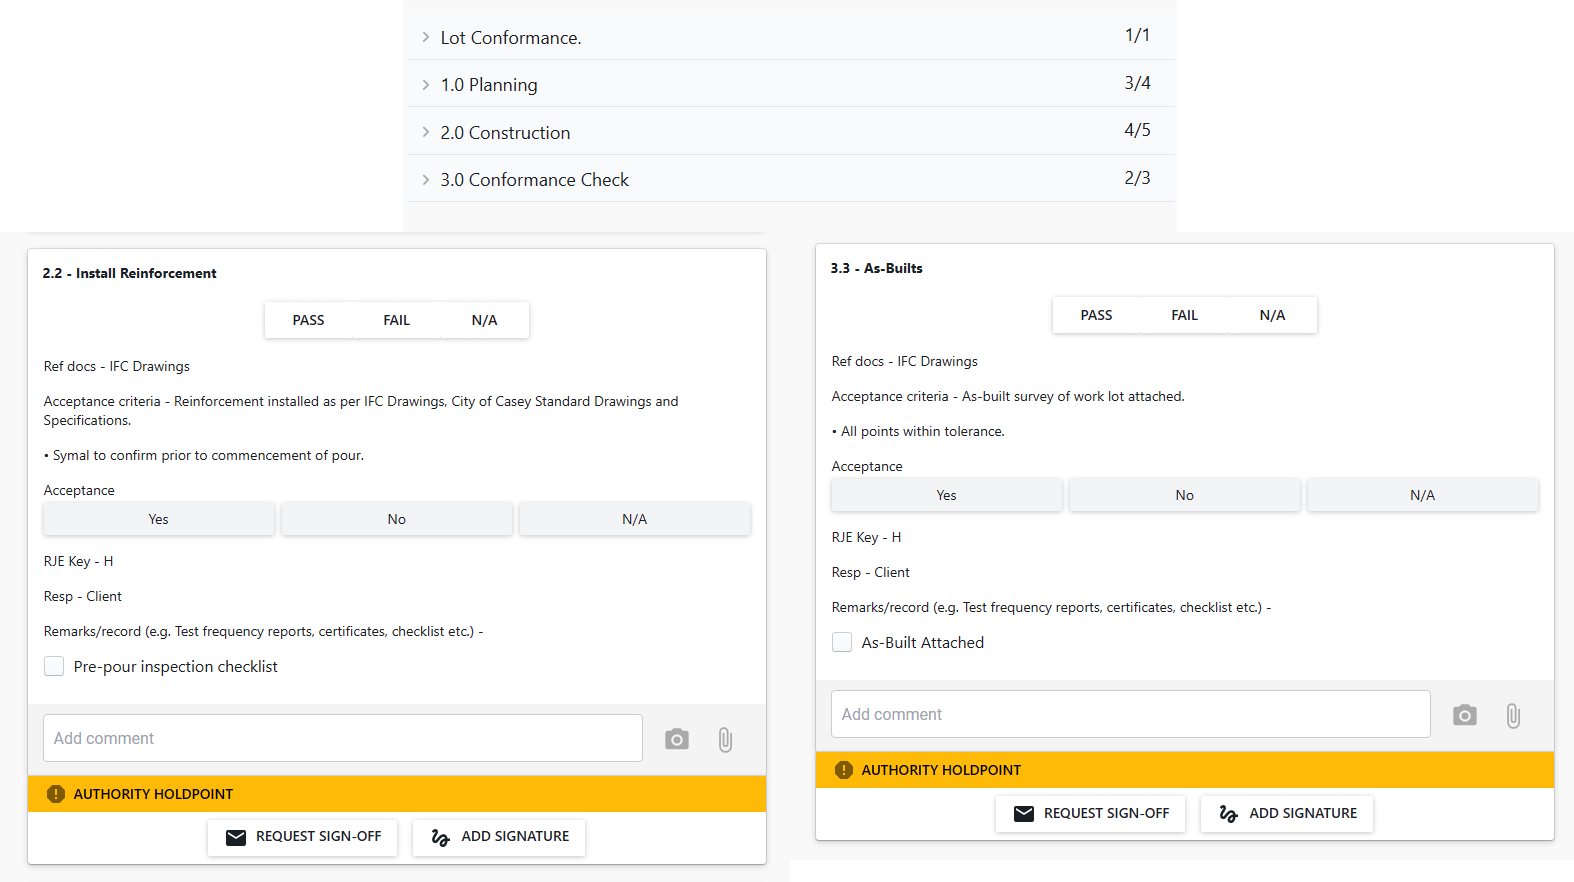 Lot Conformance. 1/1
1.0 Planning 3/4
2.0 Construction 4/5
3.0 Conformance Check 2/3
2.2 - Install Reinforcement
PASS FAIL N/A
Ref docs - IFC Drawings
Acceptance criteria - Reinforcement installed as per IFC Drawings, City of Casey Standard Drawings and
Specifications.
• Symal to confirm prior to commencement of pour.
Acceptance
Yes No N/A
RJE Key - H
Resp - Client
Remarks/record (e.g. Test frequency reports, certificates, checklist etc.) -
Pre-pour inspection checklist
Add comment
AUTHORITY HOLDPOINT
REQUEST SIGN-OFF ADD SIGNATURE
3.3 - As-Builts
PASS FAIL N/A
Ref docs - IFC Drawings
Acceptance criteria - As-built survey of work lot attached.
• All points within tolerance.
Acceptance
Yes No N/A
RJE Key - H
Resp - Client
Remarks/record (e.g. Test frequency reports, certificates, checklist etc.) -
As-Built Attached
Add comment
AUTHORITY HOLDPOINT
REQUEST SIGN-OFF ADD SIGNATURE